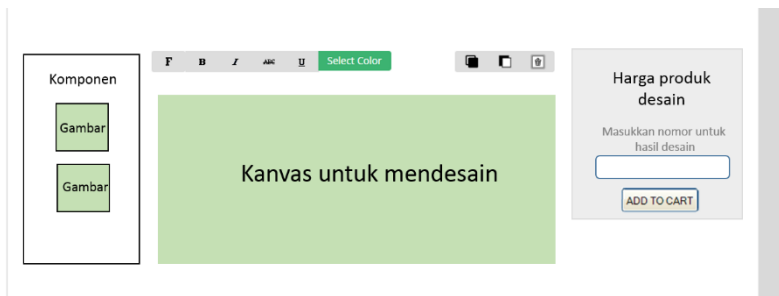 Komponen
Gambar
Gambar
F B I ABC U Select Color
Kanvas untuk mendesain
Harga produk
desain
Masukkan nomor untuk
hasil desain
ADD TO CART